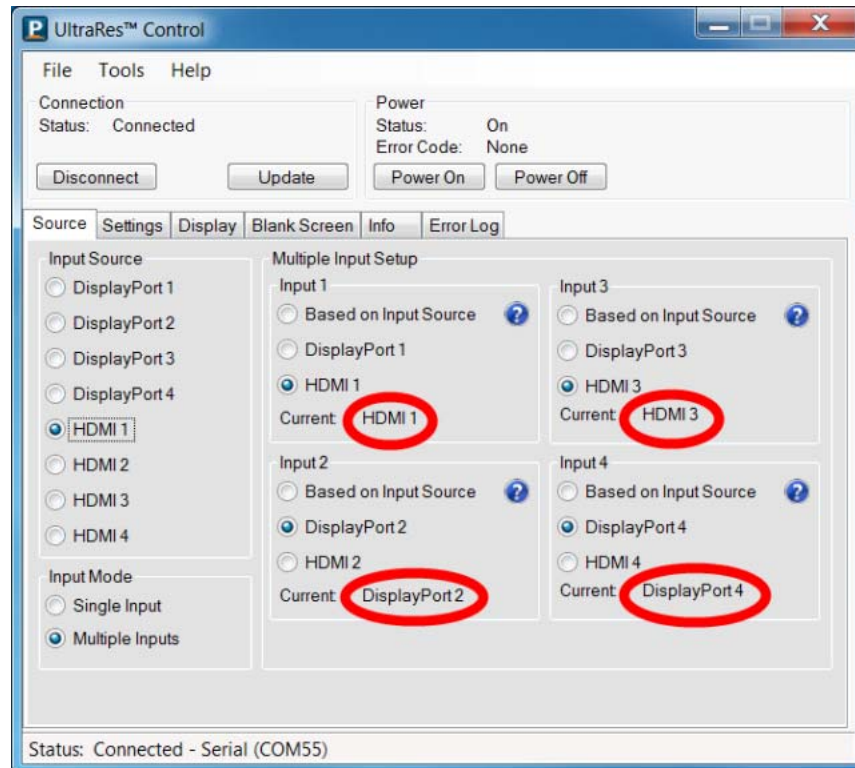 P UltraRes™ Control
File Tools Help
Connection
Status: Connected
Disconnect Update
Power
Status: On
Error Code: None
Power On Power Off
Source Settings Display Blank Screen Info Error Log
Input Source
DisplayPort 1
DisplayPort 2
DisplayPort 3
DisplayPort 4
HDMI 1
HDMI 2
HDMI 3
HDMI 4
Input Mode
Single Input
Multiple Inputs
Multiple Input Setup
Input 1
Based on Input Source ?
DisplayPort 1
HDMI 1
Current: HDMI 1
Input 2
Based on Input Source ?
DisplayPort 2
HDMI 2
Current: DisplayPort 2
Input 3
Based on Input Source ?
DisplayPort 3
HDMI 3
Current: HDMI 3
Input 4
Based on Input Source ?
DisplayPort 4
HDMI 4
Current: DisplayPort 4
Status: Connected - Serial (COM55)